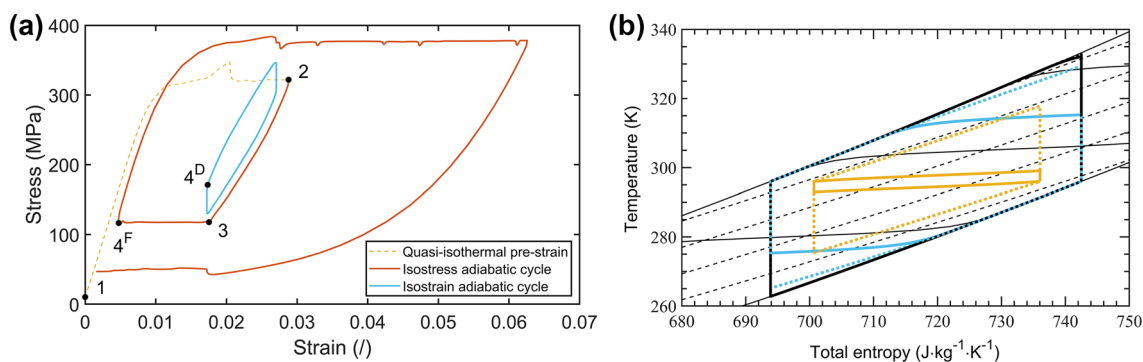 (a)
400
300
200
100
0
Stress (MPa)
2
4D
3
4F
1
Quasi-isothermal pre-strain
Isostress adiabatic cycle
Isostrain adiabatic cycle
0 0.01 0.02 0.03 0.04 0.05 0.06 0.07
Strain (/)
(b)
340
320
300
280
260
Temperature (K)
680 690 700 710 720 730 740 750
Total entropy (J·kg⁻¹·K⁻¹)